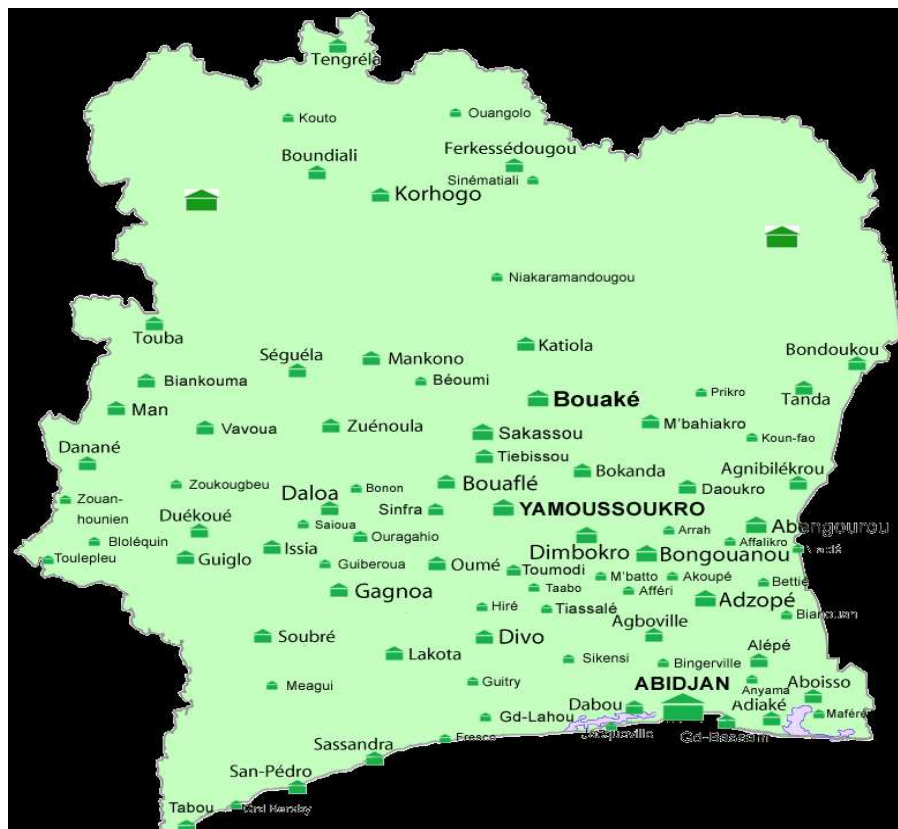 Tengréla
Kouto
Ouangolo
Boundiali
Ferkessédougou
Sinématiali
Korhogo
Niakaramandougou
Touba
Séguéla
Mankono
Katiola
Bondoukou
Biankouma
Béoumi
Prikro
Tanda
Man
Bouaké
Vavoua
Zuénoula
Sakassou
M'bahiakro
Koun-fao
Danané
Tiebissou
Bokanda
Agnibilékrou
Zoukougbeu
Daloa
Bonon
Bouaflé
Daoukro
Zouan-
hounien
Duékoué
Saioua
Sinfra
YAMOUSSOUKRO
Abengourou
Bloléquin
Ouragahio
Arrah
Affalikro
Toulepleu
Guiglo
Issia
Guiberoua
Oumé
Dimbokro
Bongouanou
Toumodi
M'batto
Akoupé
Bettié
Gagnoa
Taabo
Afféri
Adzopé
Hiré
Tiassalé
Bianouan
Soubré
Divo
Agboville
Lakota
Sikensi
Bingerville
Alépé
Meagui
Guitry
ABIDJAN
Anyama
Aboisso
Dabou
Adiaké
Maféré
Gd-Lahou
Gd-Bassam
Fresco
Sassandra
San-Pédro
Tabou